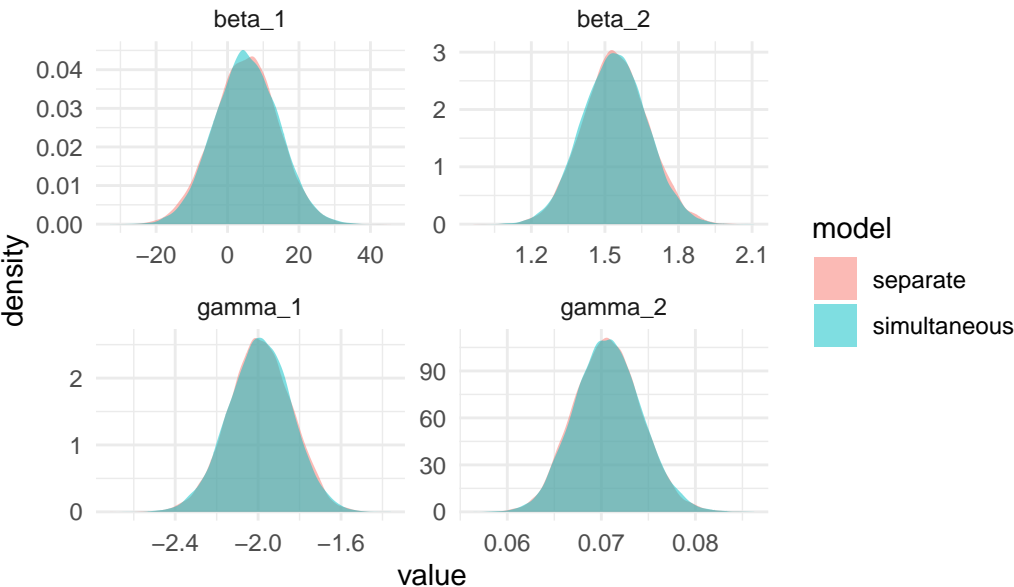 beta_1
beta_2
0.04
0.03
0.02
0.01
0.00
−20 0 20 40
3
2
1
0
1.2 1.5 1.8 2.1
gamma_1
gamma_2
2
1
0
−2.4 −2.0 −1.6
90
60
30
0
0.06 0.07 0.08
density
value
model
separate
simultaneous